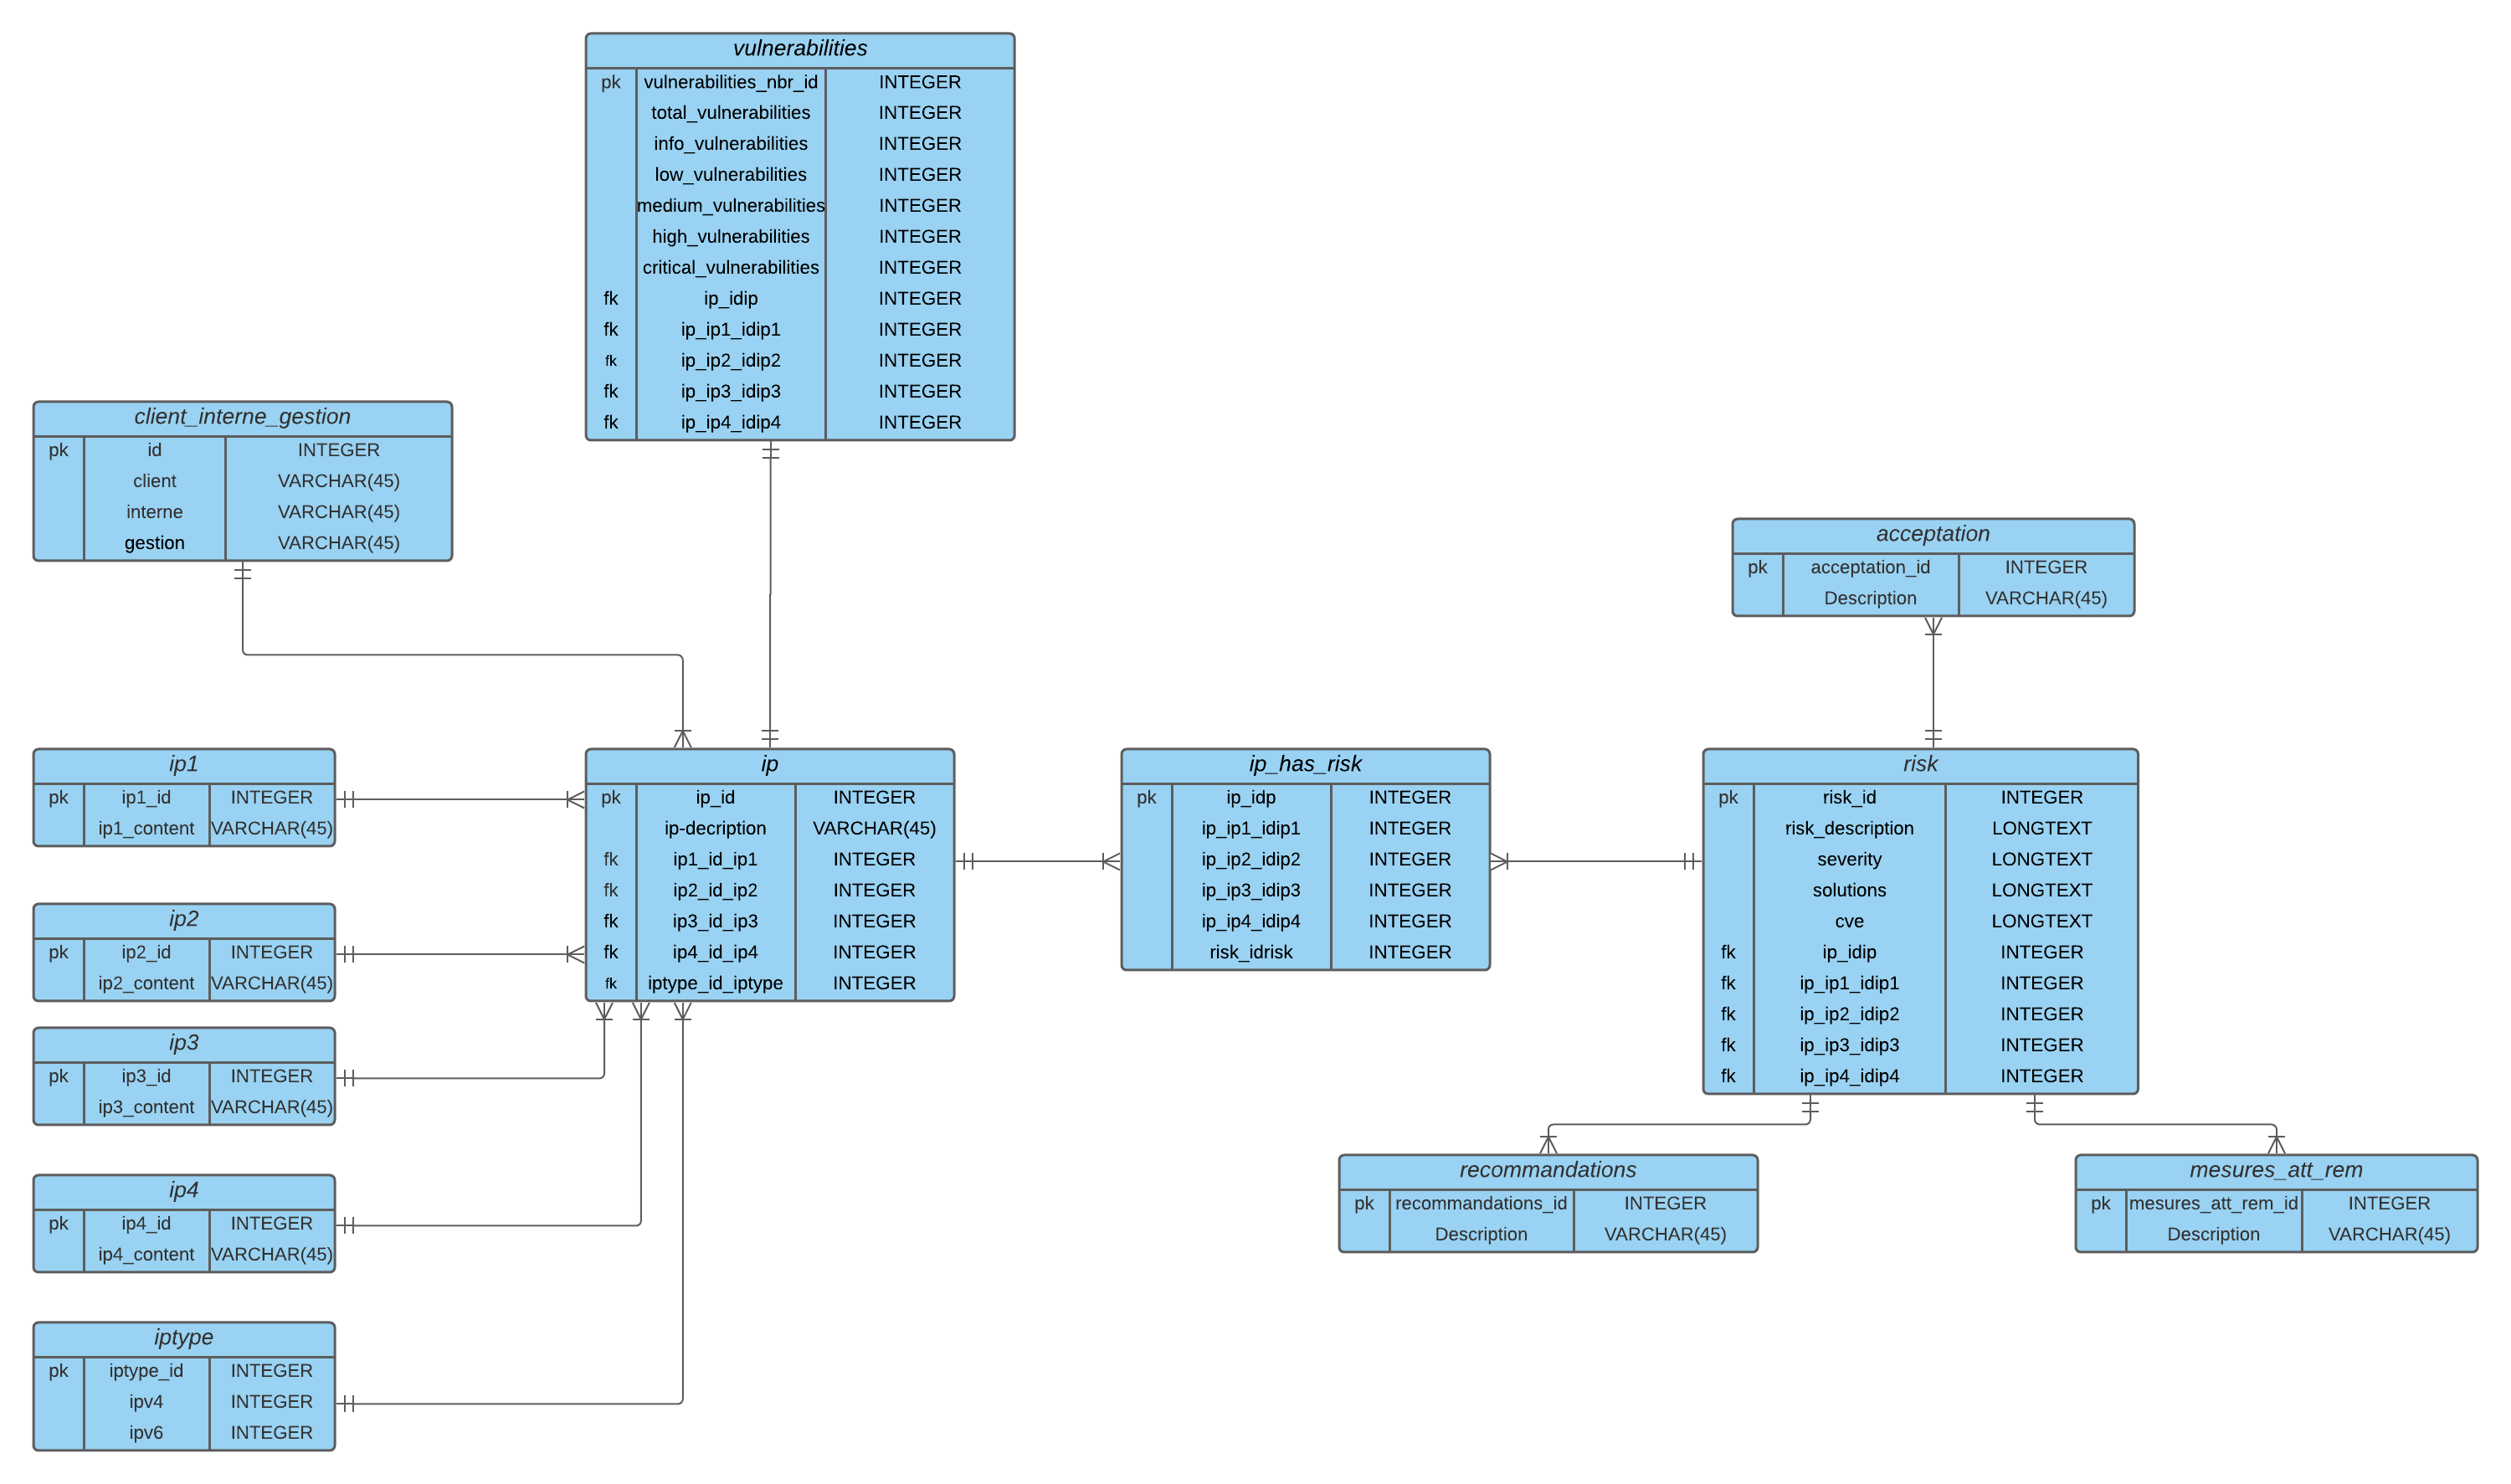 vulnerabilities
pk vulnerabilities_nbr_id INTEGER
total_vulnerabilities INTEGER
info_vulnerabilities INTEGER
low_vulnerabilities INTEGER
medium_vulnerabilities INTEGER
high_vulnerabilities INTEGER
critical_vulnerabilities INTEGER
fk ip_idip INTEGER
fk ip_ip1_idip1 INTEGER
fk ip_ip2_idip2 INTEGER
fk ip_ip3_idip3 INTEGER
fk ip_ip4_idip4 INTEGER
client_interne_gestion
pk id INTEGER
client VARCHAR(45)
interne VARCHAR(45)
gestion VARCHAR(45)
acceptation
pk acceptation_id INTEGER
Description VARCHAR(45)
ip1
pk ip1_id INTEGER
ip1_content VARCHAR(45)
ip2
pk ip2_id INTEGER
ip2_content VARCHAR(45)
ip3
pk ip3_id INTEGER
ip3_content VARCHAR(45)
ip4
pk ip4_id INTEGER
ip4_content VARCHAR(45)
iptype
pk iptype_id INTEGER
ipv4 INTEGER
ipv6 INTEGER
ip
pk ip_id INTEGER
ip-decription VARCHAR(45)
fk ip1_id_ip1 INTEGER
fk ip2_id_ip2 INTEGER
fk ip3_id_ip3 INTEGER
fk ip4_id_ip4 INTEGER
fk iptype_id_iptype INTEGER
ip_has_risk
pk ip_idp INTEGER
ip_ip1_idip1 INTEGER
ip_ip2_idip2 INTEGER
ip_ip3_idip3 INTEGER
ip_ip4_idip4 INTEGER
risk_idrisk INTEGER
risk
pk risk_id INTEGER
risk_description LONGTEXT
severity LONGTEXT
solutions LONGTEXT
cve LONGTEXT
fk ip_idip INTEGER
fk ip_ip1_idip1 INTEGER
fk ip_ip2_idip2 INTEGER
fk ip_ip3_idip3 INTEGER
fk ip_ip4_idip4 INTEGER
recommandations
pk recommandations_id INTEGER
Description VARCHAR(45)
mesures_att_rem
pk mesures_att_rem_id INTEGER
Description VARCHAR(45)